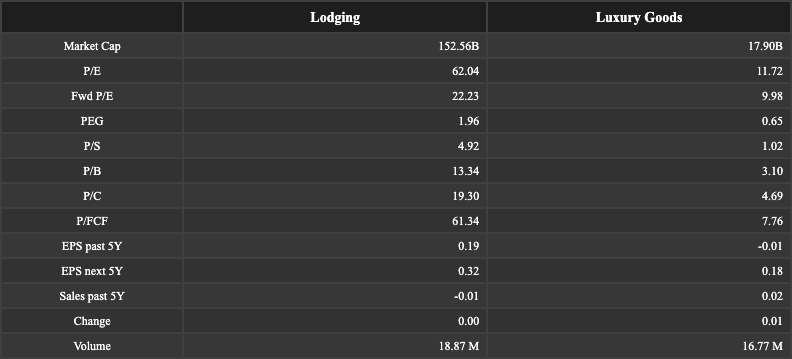 Lodging Luxury Goods
Market Cap 152.56B 17.90B
P/E 62.04 11.72
Fwd P/E 22.23 9.98
PEG 1.96 0.65
P/S 4.92 1.02
P/B 13.34 3.10
P/C 19.30 4.69
P/FCF 61.34 7.76
EPS past 5Y 0.19 -0.01
EPS next 5Y 0.32 0.18
Sales past 5Y -0.01 0.02
Change 0.00 0.01
Volume 18.87 M 16.77 M